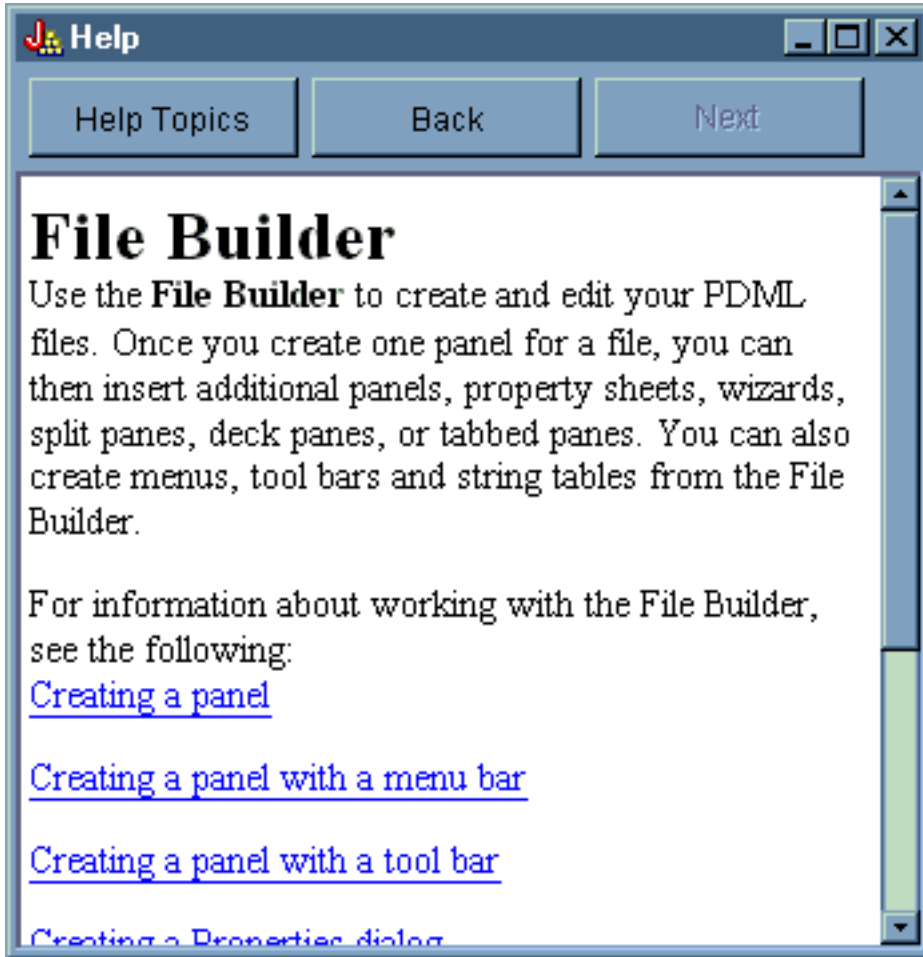 Help
Help Topics Back Next
File Builder
Use the File Builder to create and edit your PDML
files. Once you create one panel for a file, you can
then insert additional panels, property sheets, wizards,
split panes, deck panes, or tabbed panes. You can also
create menus, tool bars and string tables from the File
Builder.
For information about working with the File Builder,
see the following:
Creating a panel
Creating a panel with a menu bar
Creating a panel with a tool bar
Creating a Properties dialog